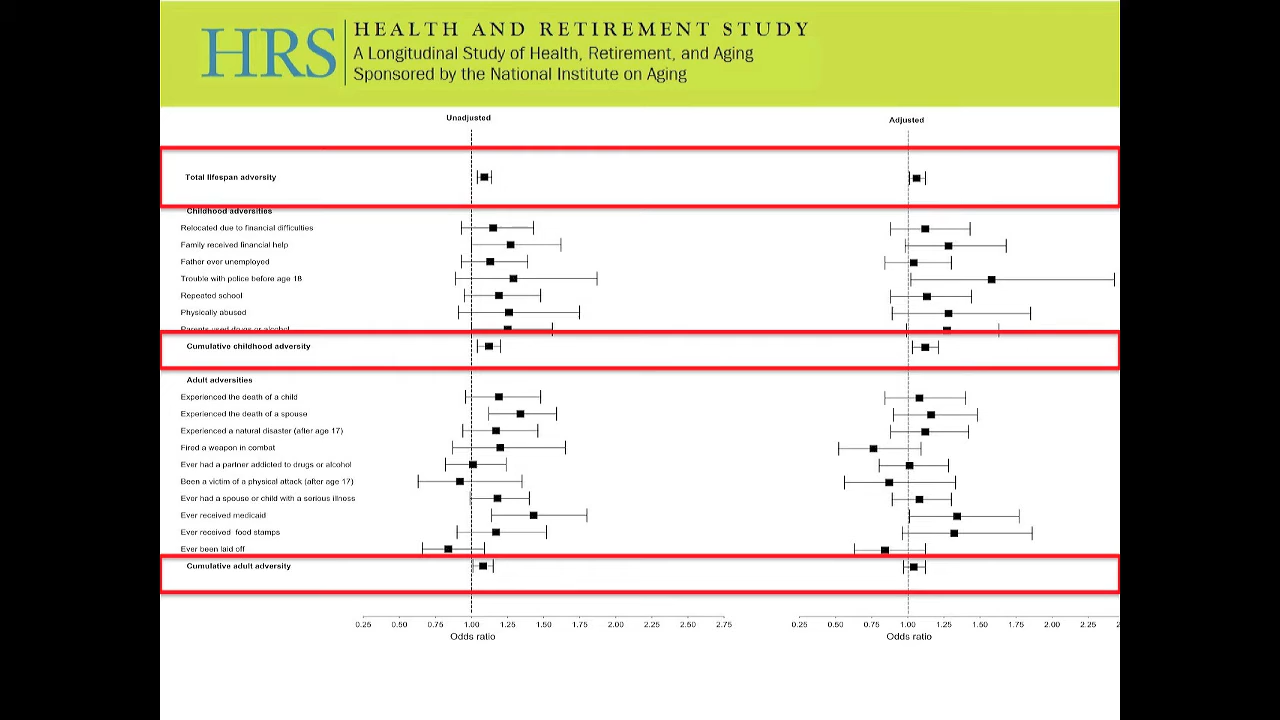 HRS
HEALTH AND RETIREMENT STUDY
A Longitudinal Study of Health, Retirement, and Aging
Sponsored by the National Institute on Aging
Unadjusted
Adjusted
Total lifespan adversity
Childhood adversities
Relocated due to financial difficulties
Family received financial help
Father ever unemployed
Trouble with police before age 18
Repeated school
Physically abused
Parents used drugs or alcohol
Cumulative childhood adversity
Adult adversities
Experienced the death of a child
Experienced the death of a spouse
Experienced a natural disaster (after age 17)
Fired a weapon in combat
Ever had a partner addicted to drugs or alcohol
Been a victim of a physical attack (after age 17)
Ever had a spouse or child with a serious illness
Ever received medicaid
Ever received food stamps
Ever been laid off
Cumulative adult adversity
0.25 0.50 0.75 1.00 1.25 1.50 1.75 2.00 2.25 2.50 2.75
Odds ratio
0.25 0.50 0.75 1.00 1.25 1.50 1.75 2.00 2.25 2
Odds ratio